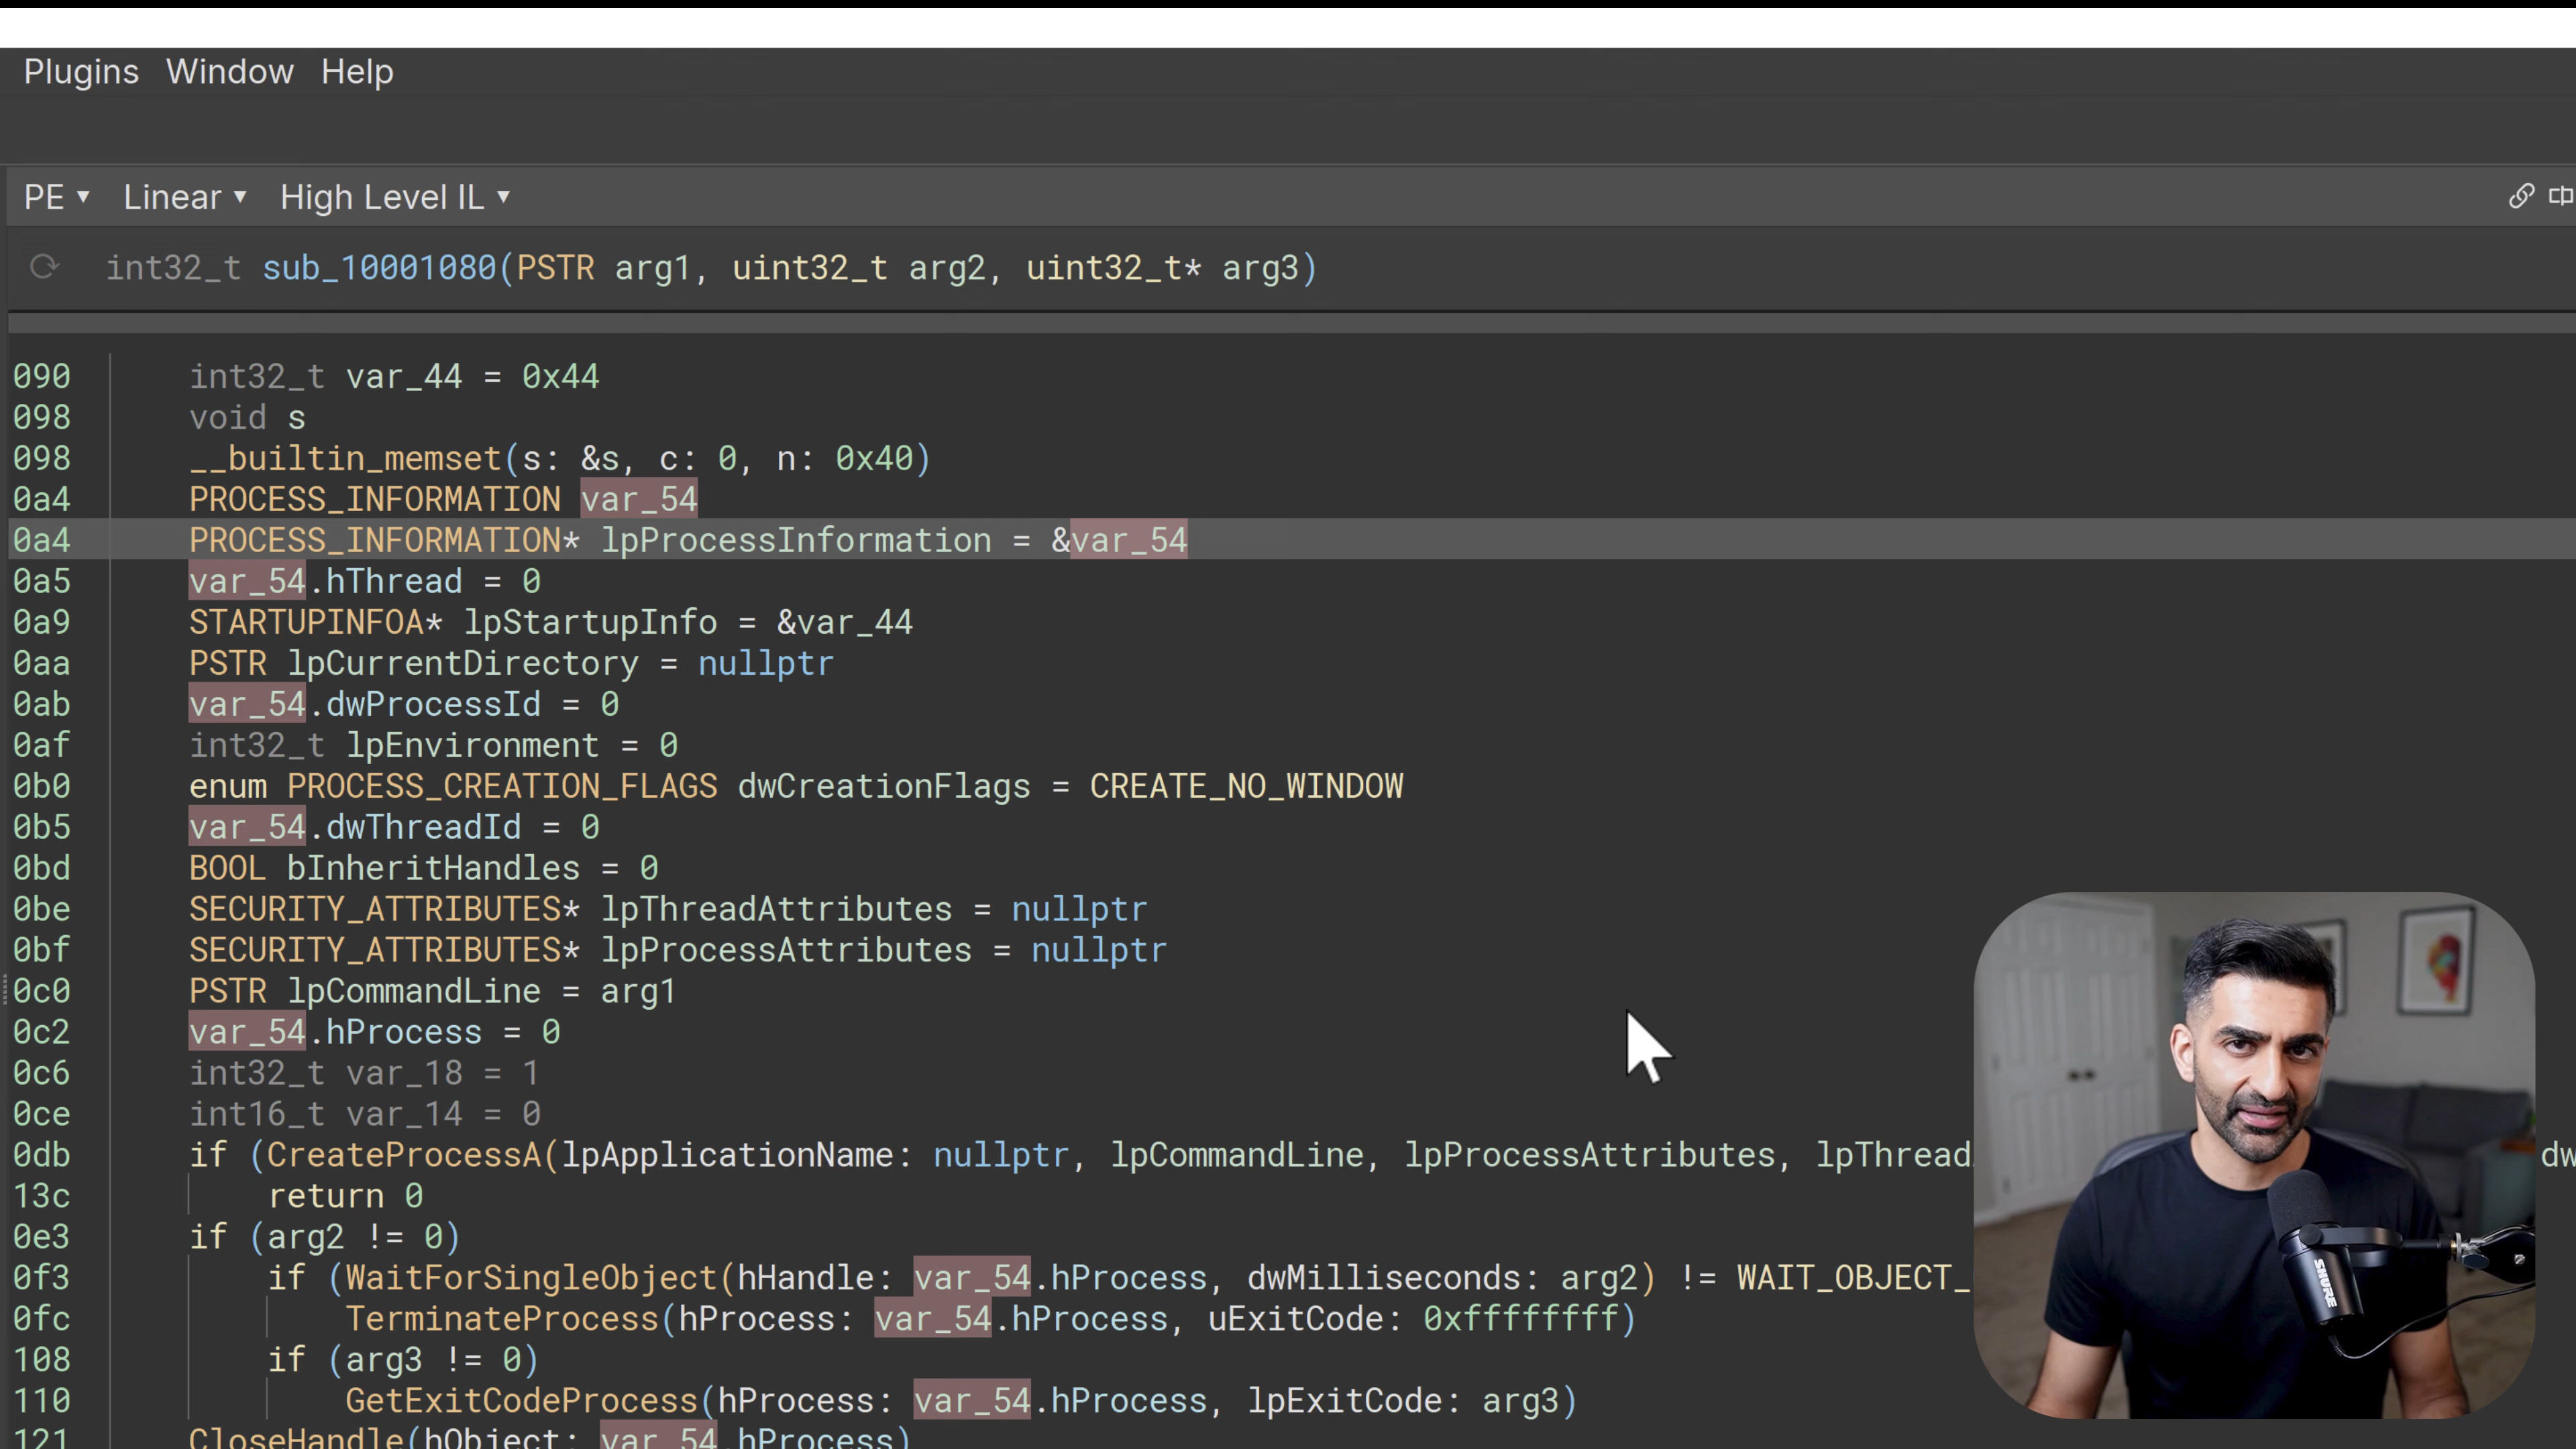 Plugins Window Help
PE ▾ Linear ▾ High Level IL ▾
int32_t sub_10001080(PSTR arg1, uint32_t arg2, uint32_t* arg3)
090 int32_t var_44 = 0x44
098 void s
098 __builtin_memset(s: &s, c: 0, n: 0x40)
0a4 PROCESS_INFORMATION var_54
0a4 PROCESS_INFORMATION* lpProcessInformation = &var_54
0a5 var_54.hThread = 0
0a9 STARTUPINFOA* lpStartupInfo = &var_44
0aa PSTR lpCurrentDirectory = nullptr
0ab var_54.dwProcessId = 0
0af int32_t lpEnvironment = 0
0b0 enum PROCESS_CREATION_FLAGS dwCreationFlags = CREATE_NO_WINDOW
0b5 var_54.dwThreadId = 0
0bd BOOL bInheritHandles = 0
0be SECURITY_ATTRIBUTES* lpThreadAttributes = nullptr
0bf SECURITY_ATTRIBUTES* lpProcessAttributes = nullptr
0c0 PSTR lpCommandLine = arg1
0c2 var_54.hProcess = 0
0c6 int32_t var_18 = 1
0ce int16_t var_14 = 0
0db if (CreateProcessA(lpApplicationName: nullptr, lpCommandLine, lpProcessAttributes, lpThread dw
13c return 0
0e3 if (arg2 != 0)
0f3 if (WaitForSingleObject(hHandle: var_54.hProcess, dwMilliseconds: arg2) != WAIT_OBJECT_
0fc TerminateProcess(hProcess: var_54.hProcess, uExitCode: 0xffffffff)
108 if (arg3 != 0)
110 GetExitCodeProcess(hProcess: var_54.hProcess, lpExitCode: arg3)
121 CloseHandle(hObject: var_54.hProcess)
SHURE